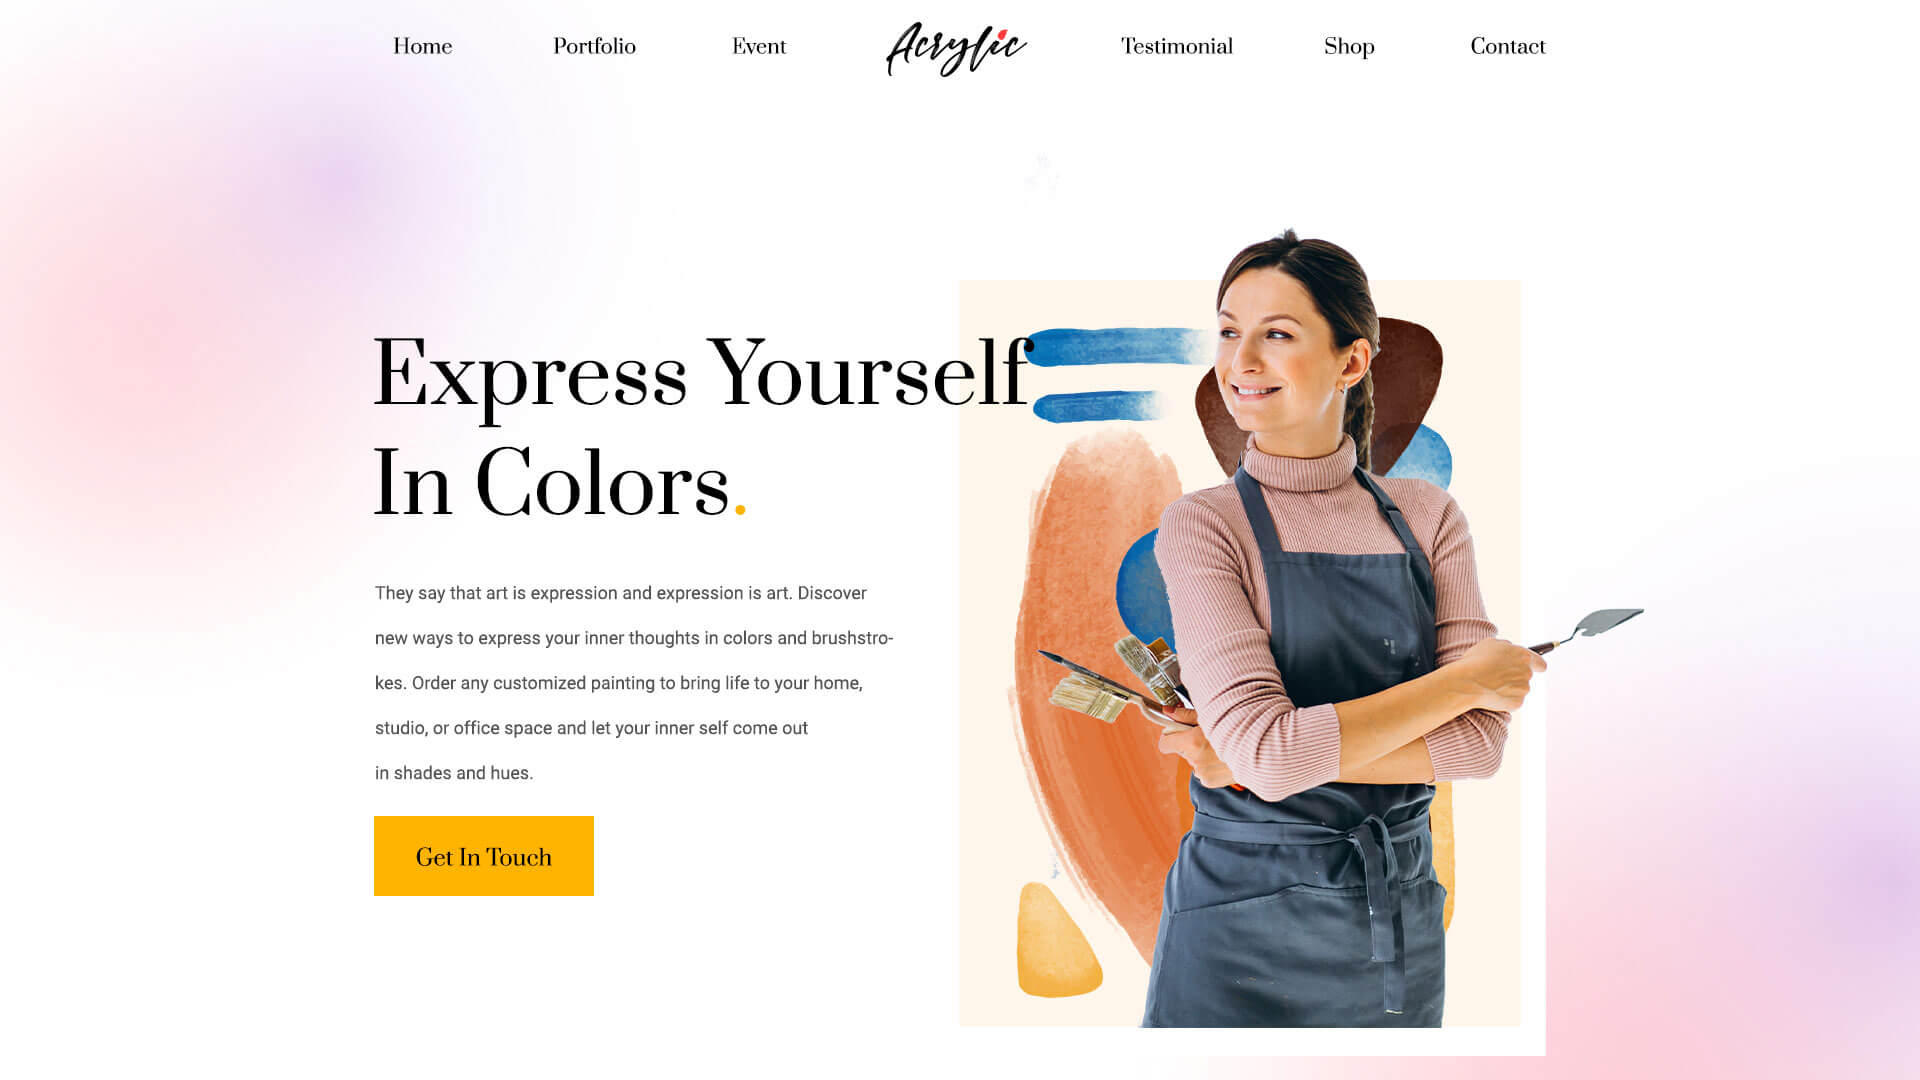 Home Portfolio Event Acrylic Testimonial Shop Contact
Express Yourself
In Colors.
They say that art is expression and expression is art. Discover
new ways to express your inner thoughts in colors and brushstro-
kes. Order any customized painting to bring life to your home,
studio, or office space and let your inner self come out
in shades and hues.
Get In Touch